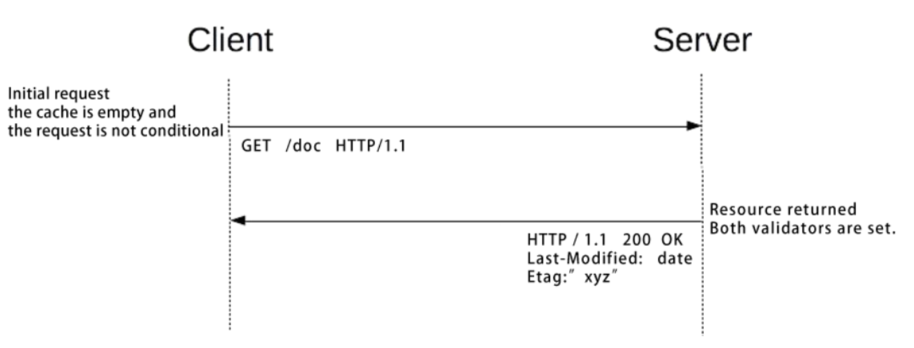 Client
Server
Initial request
the cache is empty and
the request is not conditional
GET /doc HTTP/1.1
Resource returned
Both validators are set.
HTTP / 1.1 200 OK
Last-Modified: date
Etag:" xyz"